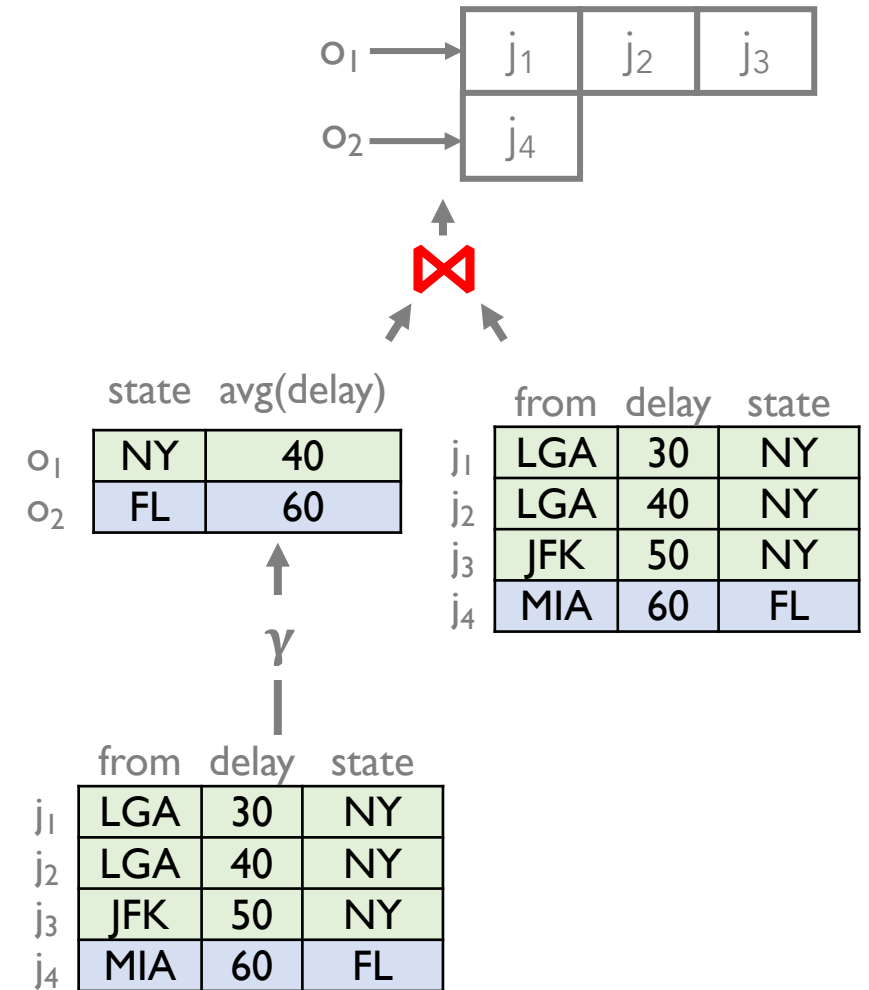 o₁ j₁ j₂ j₃
o₂ j₄
⋈
state avg(delay)
o₁ NY 40
o₂ FL 60
from delay state
j₁ LGA 30 NY
j₂ LGA 40 NY
j₃ JFK 50 NY
j₄ MIA 60 FL
γ
from delay state
j₁ LGA 30 NY
j₂ LGA 40 NY
j₃ JFK 50 NY
j₄ MIA 60 FL